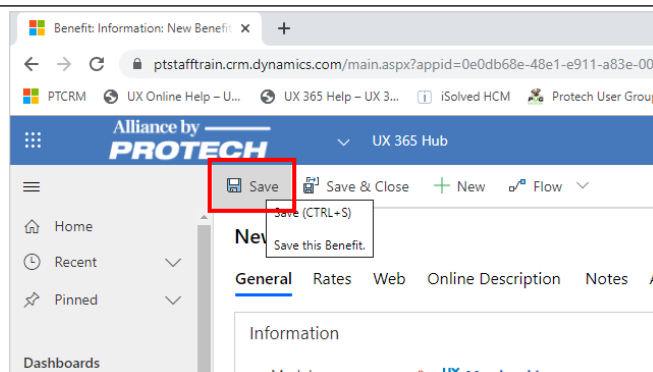 Benefit: Information: New Benefit
ptstafftrain.crm.dynamics.com/main.aspx?appid=0e0db68e-48e1-e911-a83e-00
PTCRM UX Online Help – U... UX 365 Help – UX 3... iSolved HCM Protech User Group
Alliance by
PROTECH
UX 365 Hub
Save Save & Close New Flow
Save (CTRL+S)
Save this Benefit.
Home
New
Recent
General Rates Web Online Description Notes
Pinned
Information
Dashboards
UX